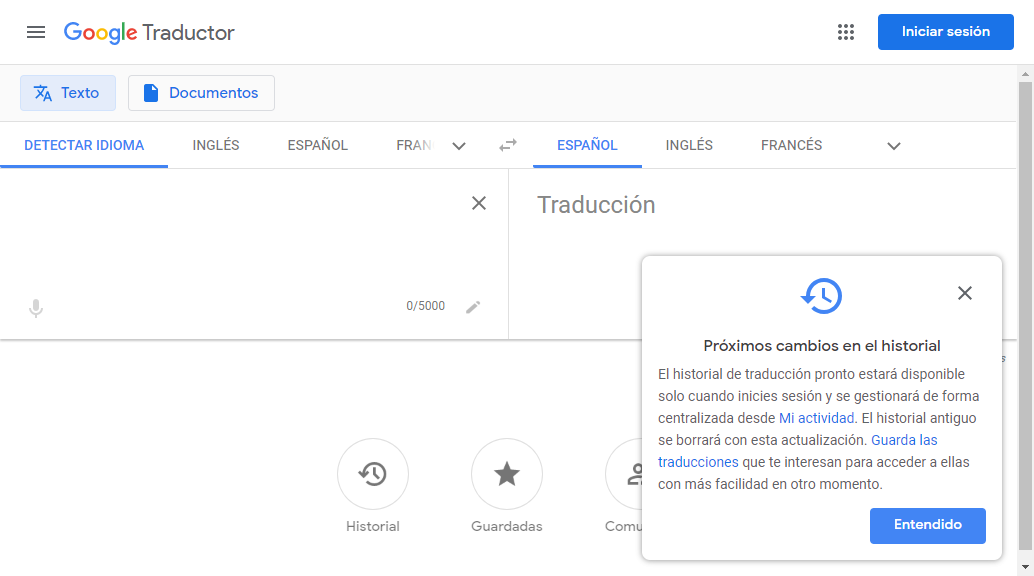 Google Traductor
Iniciar sesión
Texto
Documentos
DETECTAR IDIOMA
INGLÉS
ESPAÑOL
FRAN
ESPAÑOL
INGLÉS
FRANCÉS
Traducción
0/5000
Próximos cambios en el historial
El historial de traducción pronto estará disponible
solo cuando inicies sesión y se gestionará de forma
centralizada desde Mi actividad. El historial antiguo
se borrará con esta actualización. Guarda las
traducciones que te interesan para acceder a ellas
con más facilidad en otro momento.
Entendido
Historial
Guardadas
Comu